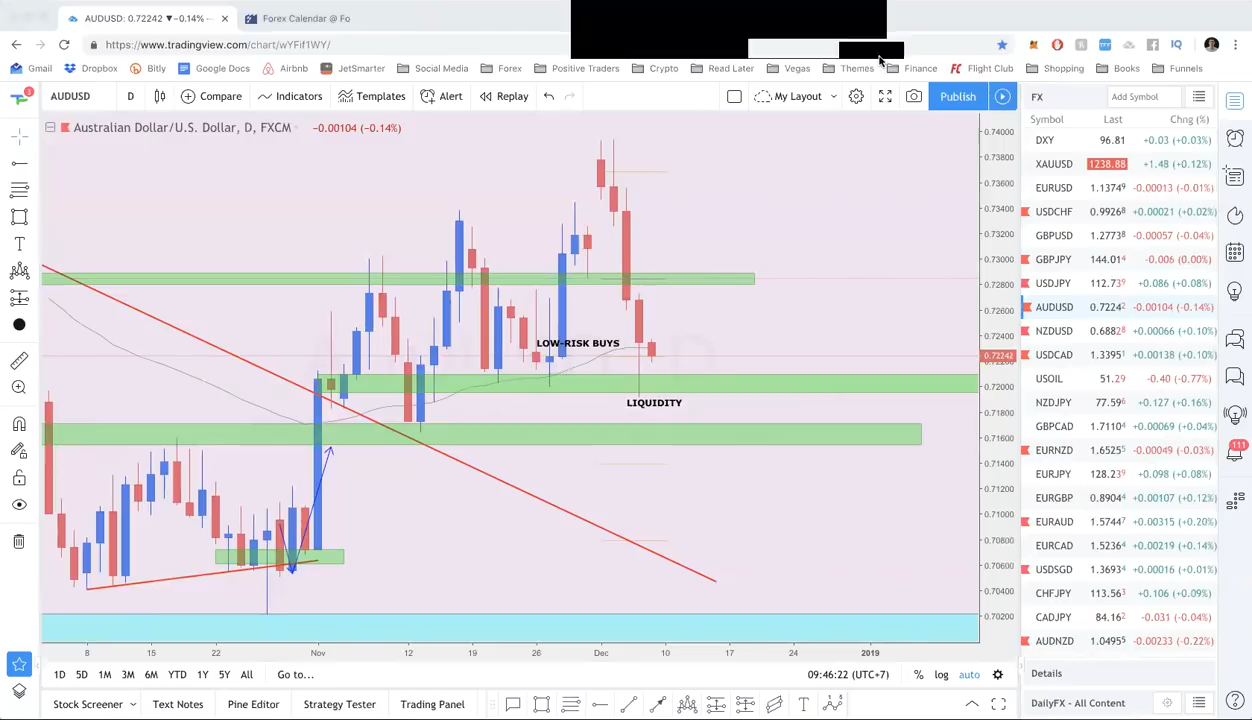 AUDUSD: 0.72242 ▼−0.14% ×
Forex Calendar @ Fo
https://www.tradingview.com/chart/wYFif1WY/
Gmail Dropbox Bitly Google Docs Airbnb JetSmarter Social Media Forex Positive Traders Crypto Read Later Vegas Themes Finance Flight Club Shopping Books Funnels
AUDUSD D Compare Indicators Templates Alert Replay My Layout Publish
FX Add Symbol
Australian Dollar/U.S. Dollar, D, FXCM −0.00104 (−0.14%)
Symbol Last Chng (%)
DXY 96.81 +0.03 (+0.03%)
XAUUSD 1238.88 +1.48 (+0.12%)
EURUSD 1.13749 -0.00013 (-0.01%)
USDCHF 0.99268 +0.00021 (+0.02%)
GBPUSD 1.27738 -0.00057 (-0.04%)
GBPJPY 144.014 -0.006 (0.00%)
USDJPY 112.739 +0.086 (+0.08%)
AUDUSD 0.72242 -0.00104 (-0.14%)
NZDUSD 0.68828 +0.00066 (+0.10%)
USDCAD 1.33951 +0.00138 (+0.10%)
USOIL 51.29 -0.40 (-0.77%)
NZDJPY 77.596 +0.127 (+0.16%)
GBPCAD 1.71104 +0.00069 (+0.04%)
EURNZD 1.65255 -0.00049 (-0.03%)
EURJPY 128.239 +0.098 (+0.08%)
EURGBP 0.89044 +0.00107 (+0.12%)
EURAUD 1.57447 +0.00315 (+0.20%)
EURCAD 1.52364 +0.00219 (+0.14%)
USDSGD 1.36934 +0.00016 (+0.01%)
CHFJPY 113.563 +0.106 (+0.09%)
CADJPY 84.162 -0.031 (-0.04%)
AUDNZD 1.04955 -0.00233 (-0.22%)
Details
DailyFX - All Content
111
1
IQ
LOW-RISK BUYS
LIQUIDITY
0.74000
0.73800
0.73600
0.73400
0.73200
0.73000
0.72800
0.72600
0.72400
0.72242
0.72000
0.71800
0.71600
0.71400
0.71200
0.71000
0.70800
0.70600
0.70400
0.70200
8 15 22 Nov 12 19 26 Dec 10 17 24 2019
1D 5D 1M 3M 6M YTD 1Y 5Y All Go to... 09:46:22 (UTC+7) % log auto
Stock Screener Text Notes Pine Editor Strategy Tester Trading Panel